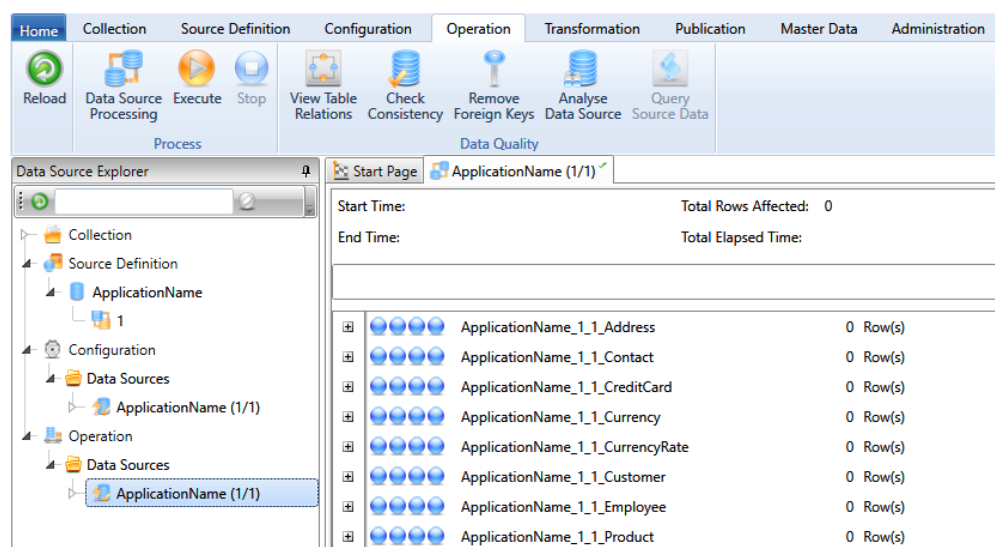 Home Collection Source Definition Configuration Operation Transformation Publication Master Data Administration
Reload Data Source Execute Stop View Table Check Remove Analyse Query
Processing Relations Consistency Foreign Keys Data Source Source Data
Process Data Quality
Data Source Explorer Start Page ApplicationName (1/1)
Start Time: Total Rows Affected: 0
Collection End Time: Total Elapsed Time:
Source Definition
ApplicationName
1 ApplicationName_1_1_Address 0 Row(s)
Configuration ApplicationName_1_1_Contact 0 Row(s)
Data Sources ApplicationName_1_1_CreditCard 0 Row(s)
ApplicationName (1/1) ApplicationName_1_1_Currency 0 Row(s)
Operation ApplicationName_1_1_CurrencyRate 0 Row(s)
Data Sources ApplicationName_1_1_Customer 0 Row(s)
ApplicationName (1/1) ApplicationName_1_1_Employee 0 Row(s)
ApplicationName_1_1_Product 0 Row(s)